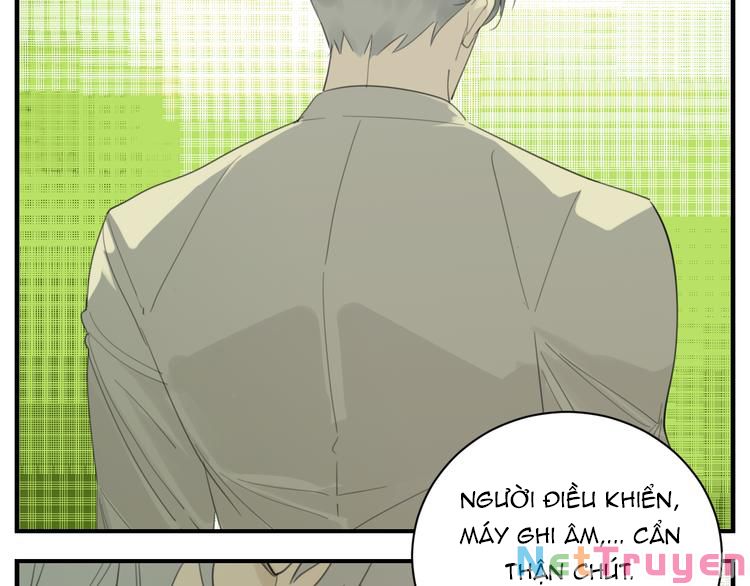 NGƯỜI ĐIỀU KHIỂN,
MÁY GHI ÂM,... CẨN
THẬN CHÚT.
NetTruyen